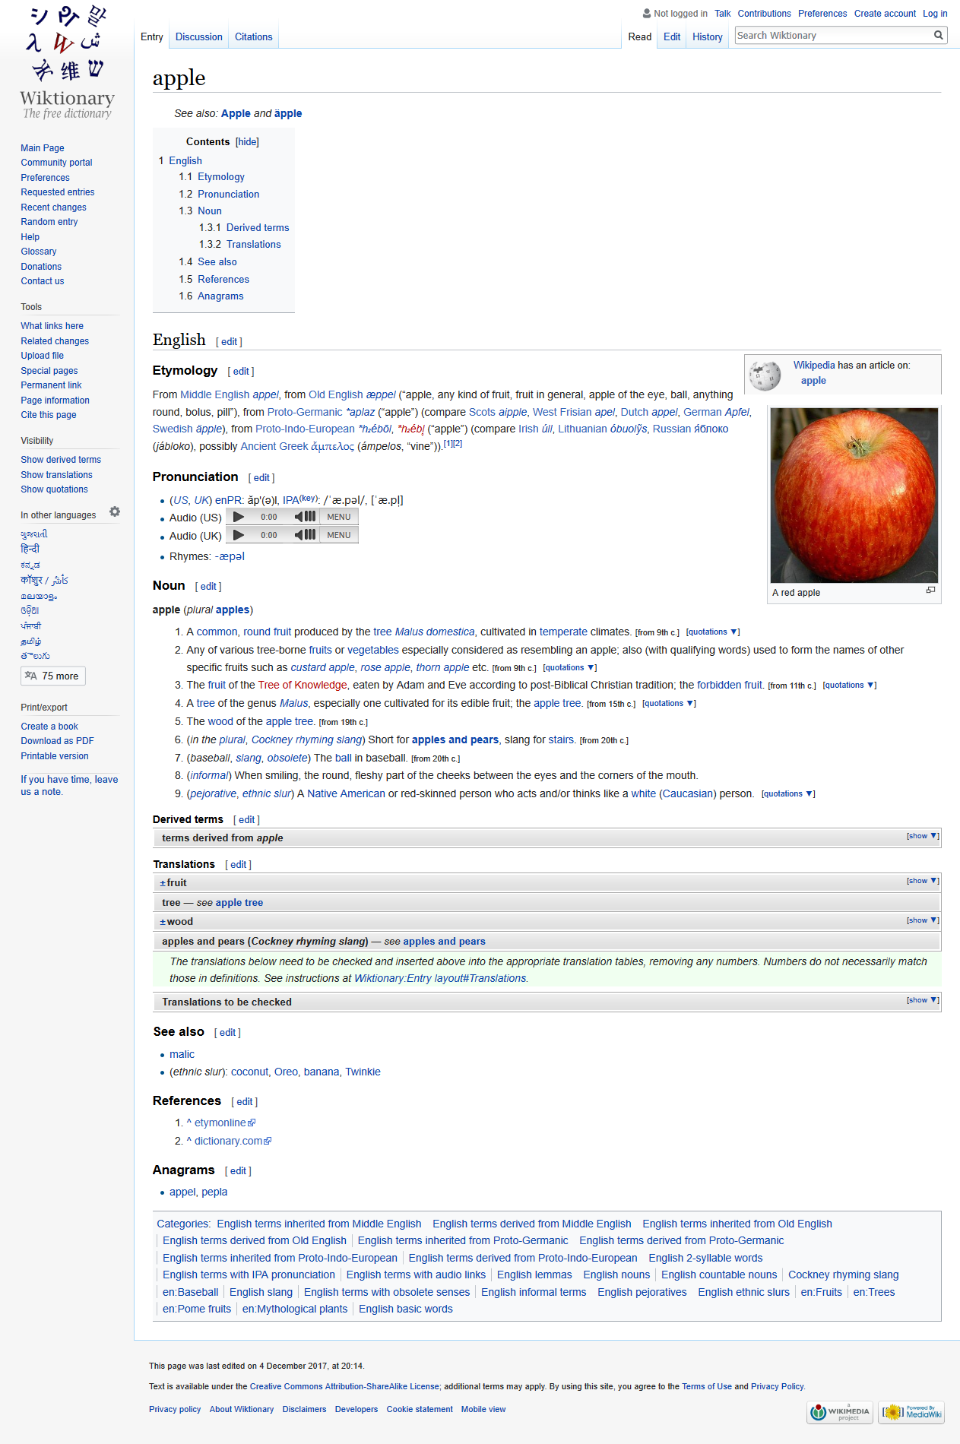 Not logged in Talk Contributions Preferences Create account Log in
Entry Discussion Citations Read Edit History Search Wiktionary
Wiktionary
The free dictionary
Main Page
Community portal
Preferences
Requested entries
Recent changes
Random entry
Help
Glossary
Donations
Contact us
Tools
What links here
Related changes
Upload file
Special pages
Permanent link
Page information
Cite this page
Visibility
Show derived terms
Show translations
Show quotations
In other languages
ગુજરાતી
हिन्दी
ಕನ್ನಡ
कॉशुर / كٲشُر
മലയാളം
ଓଡ଼ିଆ
ਪੰਜਾਬੀ
தமிழ்
తెలుగు
75 more
Print/export
Create a book
Download as PDF
Printable version
If you have time, leave
us a note.
apple
See also: Apple and äpple
Contents [hide]
1 English
1.1 Etymology
1.2 Pronunciation
1.3 Noun
1.3.1 Derived terms
1.3.2 Translations
1.4 See also
1.5 References
1.6 Anagrams
English [ edit ]
Wikipedia has an article on:
apple
A red apple
Etymology [ edit ]
From Middle English appel, from Old English æppel (“apple, any kind of fruit, fruit in general, apple of the eye, ball, anything
round, bolus, pill”), from Proto-Germanic *aplaz (“apple”) (compare Scots aipple, West Frisian apel, Dutch appel, German Apfel,
Swedish äpple), from Proto-Indo-European *h₂ébōl, *h₂ébl̥ (“apple”) (compare Irish úll, Lithuanian óbuolỹs, Russian я́блоко
(jábloko), possibly Ancient Greek ἄμπελος (ámpelos, “vine”)).[1][2]
Pronunciation [ edit ]
(US, UK) enPR: ăp'(ə)l, IPA(key): /ˈæ.pəl/, [ˈæ.pl̩]
Audio (US) 0:00 MENU
Audio (UK) 0:00 MENU
Rhymes: -æpəl
Noun [ edit ]
apple (plural apples)
1. A common, round fruit produced by the tree Malus domestica, cultivated in temperate climates. [from 9th c.] [quotations ▼]
2. Any of various tree-borne fruits or vegetables especially considered as resembling an apple; also (with qualifying words) used to form the names of other
specific fruits such as custard apple, rose apple, thorn apple etc. [from 9th c.] [quotations ▼]
3. The fruit of the Tree of Knowledge, eaten by Adam and Eve according to post-Biblical Christian tradition; the forbidden fruit. [from 11th c.] [quotations ▼]
4. A tree of the genus Malus, especially one cultivated for its edible fruit; the apple tree. [from 15th c.] [quotations ▼]
5. The wood of the apple tree. [from 19th c.]
6. (in the plural, Cockney rhyming slang) Short for apples and pears, slang for stairs. [from 20th c.]
7. (baseball, slang, obsolete) The ball in baseball. [from 20th c.]
8. (informal) When smiling, the round, fleshy part of the cheeks between the eyes and the corners of the mouth.
9. (pejorative, ethnic slur) A Native American or red-skinned person who acts and/or thinks like a white (Caucasian) person. [quotations ▼]
Derived terms [ edit ]
terms derived from apple [show ▼]
Translations [ edit ]
±fruit [show ▼]
tree — see apple tree
±wood [show ▼]
apples and pears (Cockney rhyming slang) — see apples and pears
The translations below need to be checked and inserted above into the appropriate translation tables, removing any numbers. Numbers do not necessarily match
those in definitions. See instructions at Wiktionary:Entry layout#Translations.
Translations to be checked [show ▼]
See also [ edit ]
malic
(ethnic slur): coconut, Oreo, banana, Twinkie
References [ edit ]
1. ^ etymonline
2. ^ dictionary.com
Anagrams [ edit ]
appel, pepla
Categories: English terms inherited from Middle English English terms derived from Middle English English terms inherited from Old English
English terms derived from Old English English terms inherited from Proto-Germanic English terms derived from Proto-Germanic
English terms inherited from Proto-Indo-European English terms derived from Proto-Indo-European English 2-syllable words
English terms with IPA pronunciation English terms with audio links English lemmas English nouns English countable nouns Cockney rhyming slang
en:Baseball English slang English terms with obsolete senses English informal terms English pejoratives English ethnic slurs en:Fruits en:Trees
en:Pome fruits en:Mythological plants English basic words
This page was last edited on 4 December 2017, at 20:14.
Text is available under the Creative Commons Attribution-ShareAlike License; additional terms may apply. By using this site, you agree to the Terms of Use and Privacy Policy.
Privacy policy About Wiktionary Disclaimers Developers Cookie statement Mobile view
A WIKIMEDIA project
Powered By MediaWiki